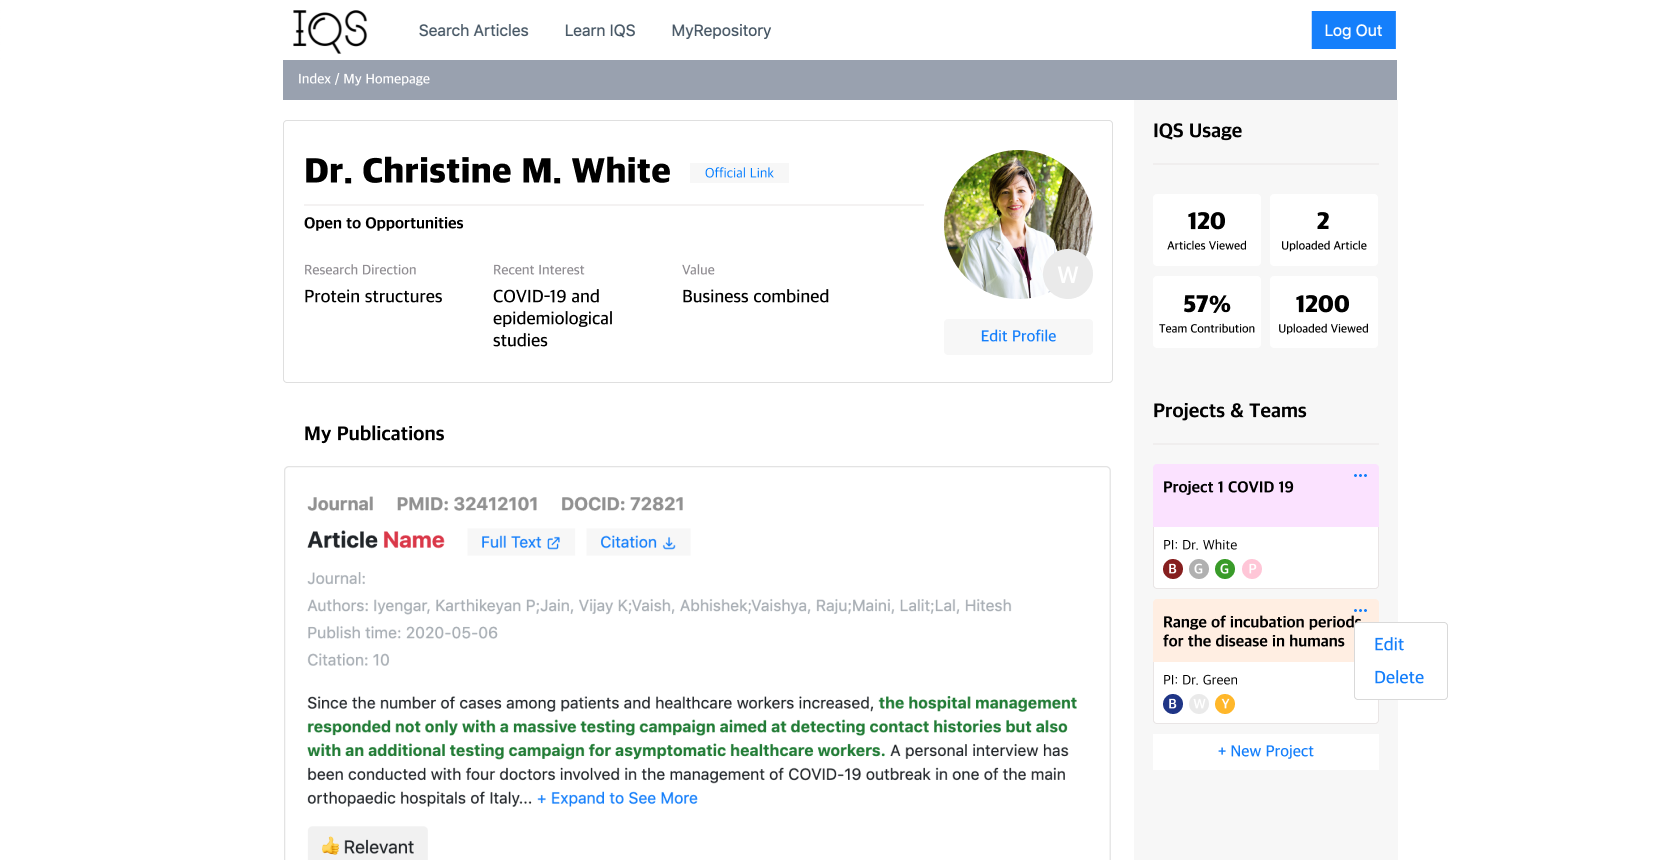 IQS
Search Articles
Learn IQS
MyRepository
Log Out
Index / My Homepage
Dr. Christine M. White
Official Link
Open to Opportunities
Research Direction
Protein structures
Recent Interest
COVID-19 and
epidemiological
studies
Value
Business combined
W
Edit Profile
My Publications
Journal PMID: 32412101 DOCID: 72821
Article Name
Full Text
Citation
Journal:
Authors: Iyengar, Karthikeyan P;Jain, Vijay K;Vaish, Abhishek;Vaishya, Raju;Maini, Lalit;Lal, Hitesh
Publish time: 2020-05-06
Citation: 10
Since the number of cases among patients and healthcare workers increased, the hospital management
responded not only with a massive testing campaign aimed at detecting contact histories but also
with an additional testing campaign for asymptomatic healthcare workers. A personal interview has
been conducted with four doctors involved in the management of COVID-19 outbreak in one of the main
orthopaedic hospitals of Italy... + Expand to See More
👍 Relevant
IQS Usage
120
Articles Viewed
2
Uploaded Article
57%
Team Contribution
1200
Uploaded Viewed
Projects & Teams
Project 1 COVID 19
PI: Dr. White
B G G P
Range of incubation periods
for the disease in humans
PI: Dr. Green
B W Y
Edit
Delete
+ New Project